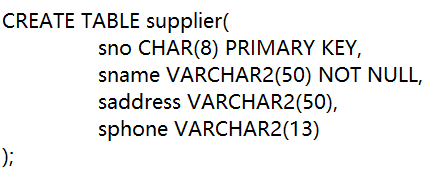 CREATE TABLE supplier(
sno CHAR(8) PRIMARY KEY,
sname VARCHAR2(50) NOT NULL,
saddress VARCHAR2(50),
sphone VARCHAR2(13)
);